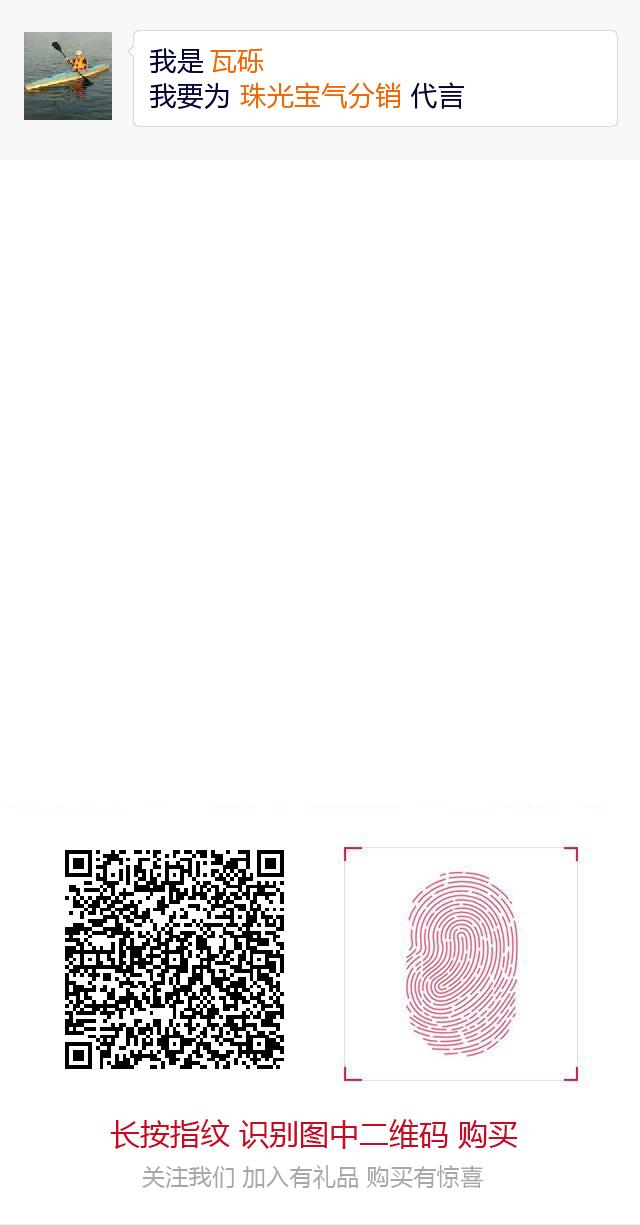 我是 瓦砾
我要为 珠光宝气分销 代言
长按指纹 识别图中二维码 购买
关注我们 加入有礼品 购买有惊喜